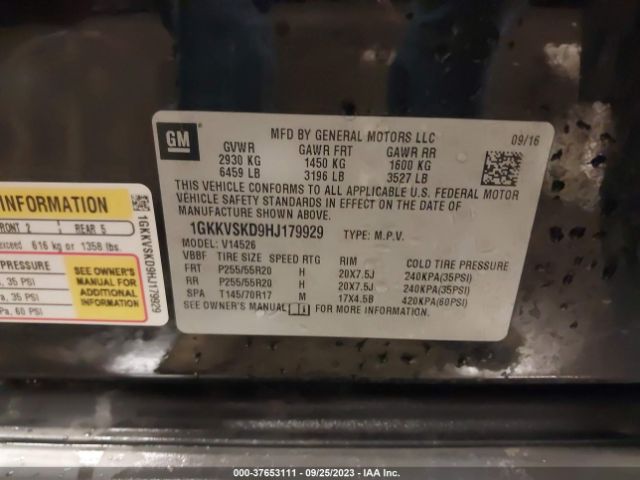 GM
MFD BY GENERAL MOTORS LLC 09/16
GVWR GAWR FRT GAWR RR
2930 KG 1450 KG 1600 KG
6459 LB 3196 LB 3527 LB
THIS VEHICLE CONFORMS TO ALL APPLICABLE U.S. FEDERAL MOTOR
VEHICLE SAFETY STANDARDS IN EFFECT ON THE DATE OF
MANUFACTURE SHOWN ABOVE.
1GKKVSKD9HJ179929 TYPE: M.P.V.
MODEL: V14526
VBBF TIRE SIZE SPEED RTG RIM COLD TIRE PRESSURE
FRT P255/55R20 H 20X7.5J 240KPA(35PSI)
RR P255/55R20 H 20X7.5J 240KPA(35PSI)
SPA T145/70R17 M 17X4.5B 420KPA(60PSI)
SEE OWNER'S MANUAL FOR MORE INFORMATION
INFORMATION
FRONT 2 REAR 5
exceed 616 kg or 1358 lbs.
PRESSURE
, 35 PSI
a, 35 PSI
Pa, 60 PSI
SEE OWNER'S
MANUAL FOR
ADDITIONAL
INFORMATION
1GKKVSKD9HJ179929
000-37653111 - 09/25/2023 - IAA Inc.